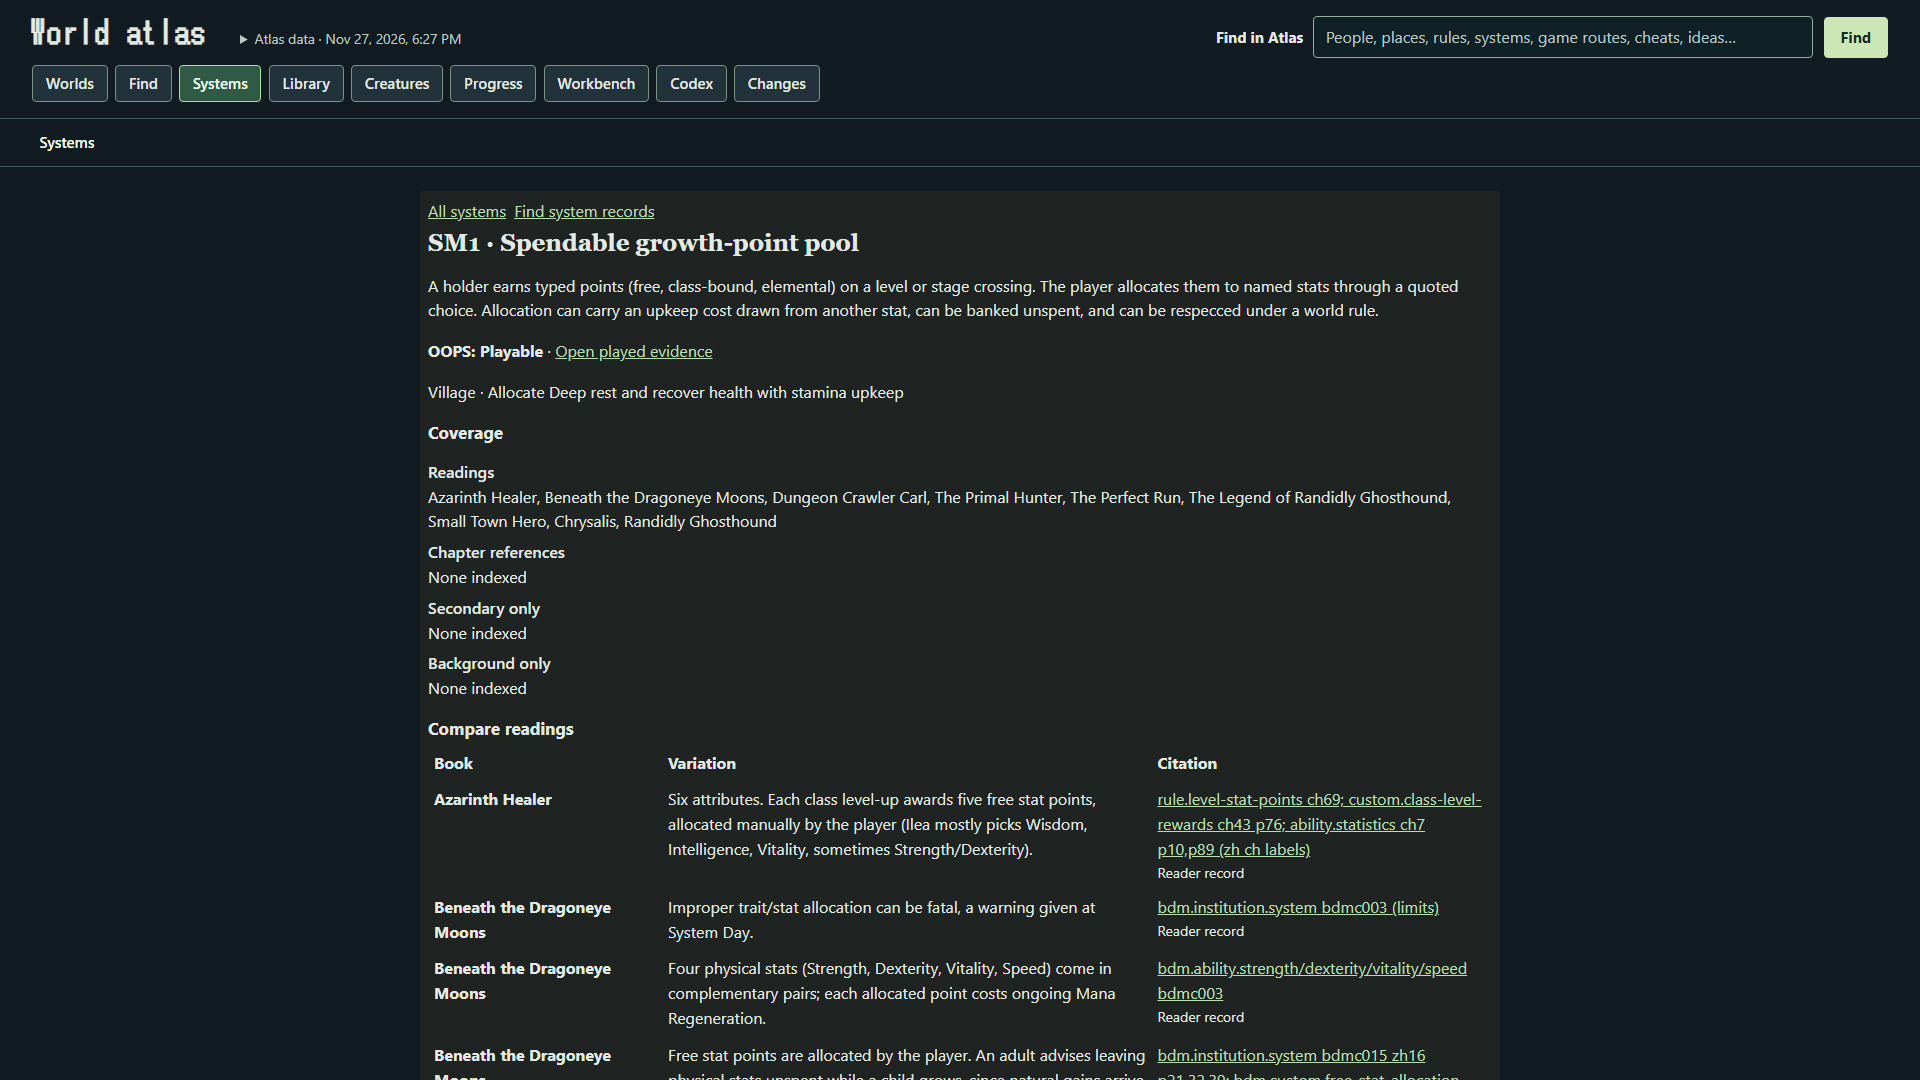 World atlas
▶ Atlas data · Nov 27, 2026, 6:27 PM
Find in Atlas
People, places, rules, systems, game routes, cheats, ideas...
Find
Worlds
Find
Systems
Library
Creatures
Progress
Workbench
Codex
Changes
Systems
All systems Find system records
SM1 · Spendable growth-point pool
A holder earns typed points (free, class-bound, elemental) on a level or stage crossing. The player allocates them to named stats through a quoted
choice. Allocation can carry an upkeep cost drawn from another stat, can be banked unspent, and can be respecced under a world rule.
OOPS: Playable · Open played evidence
Village · Allocate Deep rest and recover health with stamina upkeep
Coverage
Readings
Azarinth Healer, Beneath the Dragoneye Moons, Dungeon Crawler Carl, The Primal Hunter, The Perfect Run, The Legend of Randidly Ghosthound,
Small Town Hero, Chrysalis, Randidly Ghosthound
Chapter references
None indexed
Secondary only
None indexed
Background only
None indexed
Compare readings
Book
Variation
Citation
Azarinth Healer
Six attributes. Each class level-up awards five free stat points,
allocated manually by the player (Ilea mostly picks Wisdom,
Intelligence, Vitality, sometimes Strength/Dexterity).
rule.level-stat-points ch69; custom.class-level-
rewards ch43 p76; ability.statistics ch7
p10,p89 (zh ch labels)
Reader record
Beneath the Dragoneye
Moons
Improper trait/stat allocation can be fatal, a warning given at
System Day.
bdm.institution.system bdmc003 (limits)
Reader record
Beneath the Dragoneye
Moons
Four physical stats (Strength, Dexterity, Vitality, Speed) come in
complementary pairs; each allocated point costs ongoing Mana
Regeneration.
bdm.ability.strength/dexterity/vitality/speed
bdmc003
Reader record
Beneath the Dragoneye
Moons
Free stat points are allocated by the player. An adult advises leaving
physical stats unspent while a child grows, since natural gains arrive
bdm.institution.system bdmc015 zh16